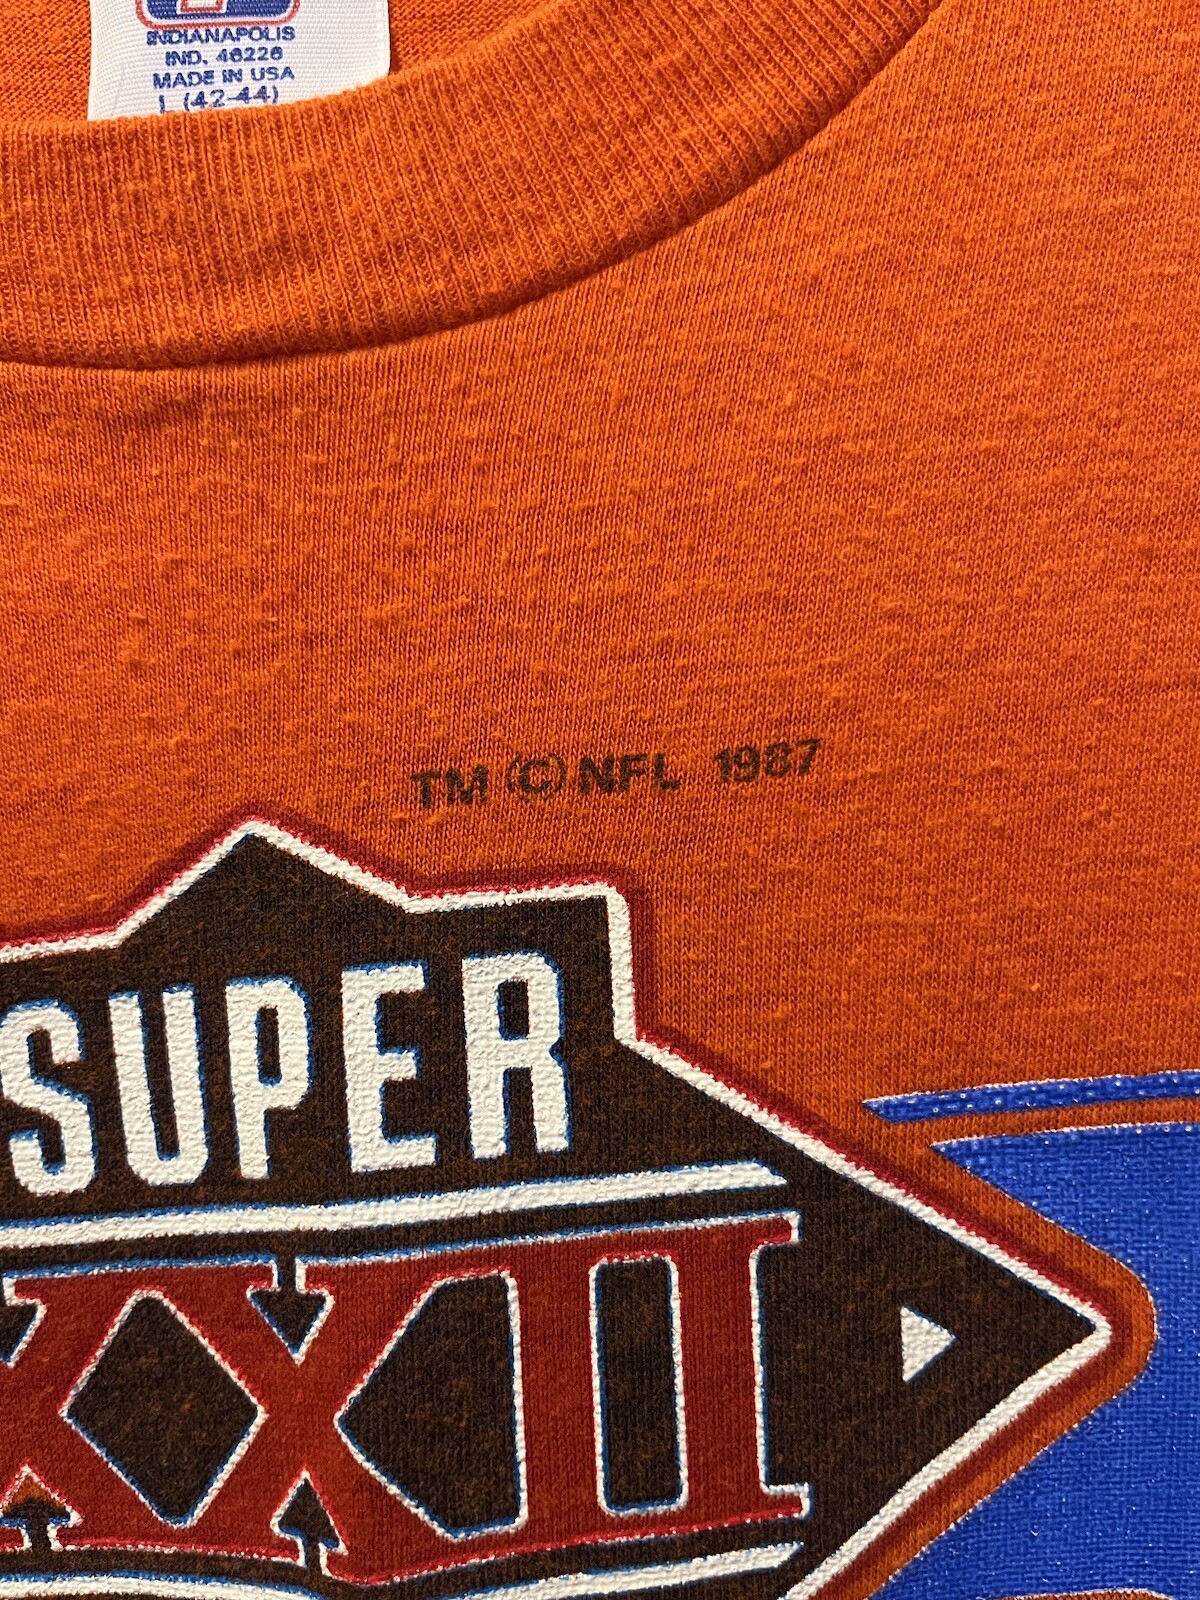 INDIANAPOLIS
IND. 46226
MADE IN USA
L (42-44)
TM (C) NFL 1987
SUPER
XXII